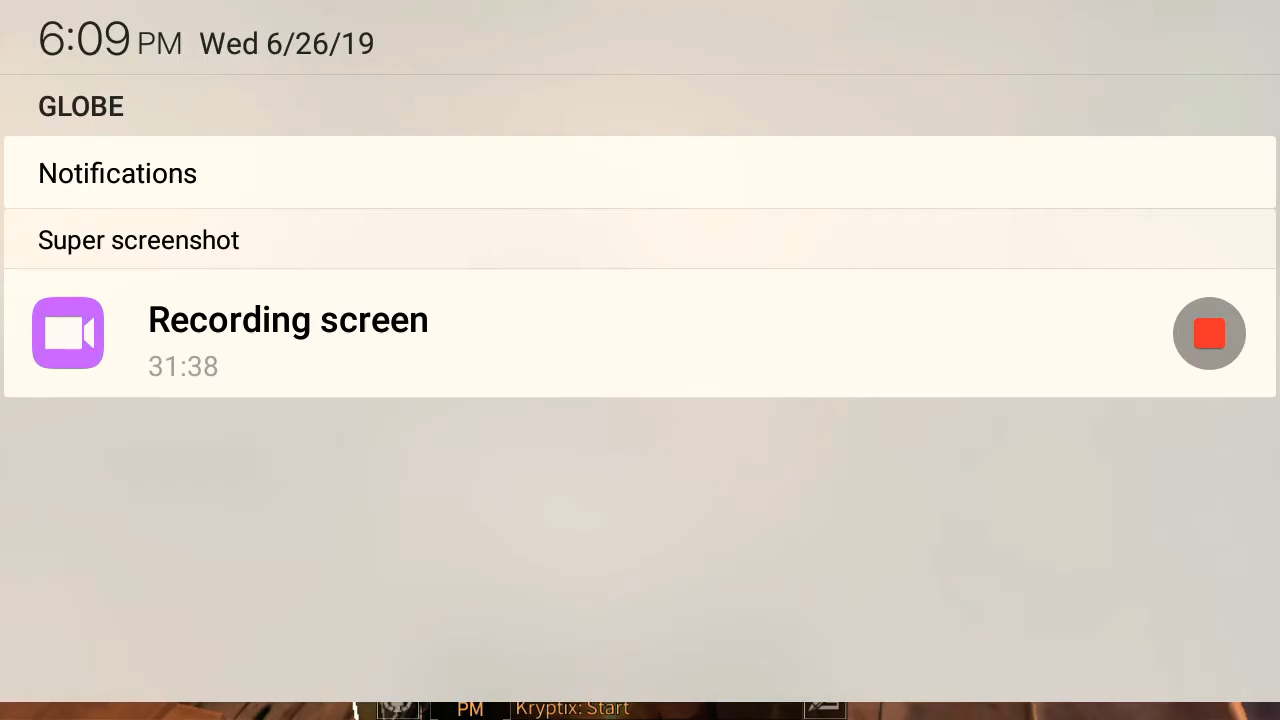 6:09 PM Wed 6/26/19
GLOBE
Notifications
Super screenshot
Recording screen
31:38
PM Kryptix: Start